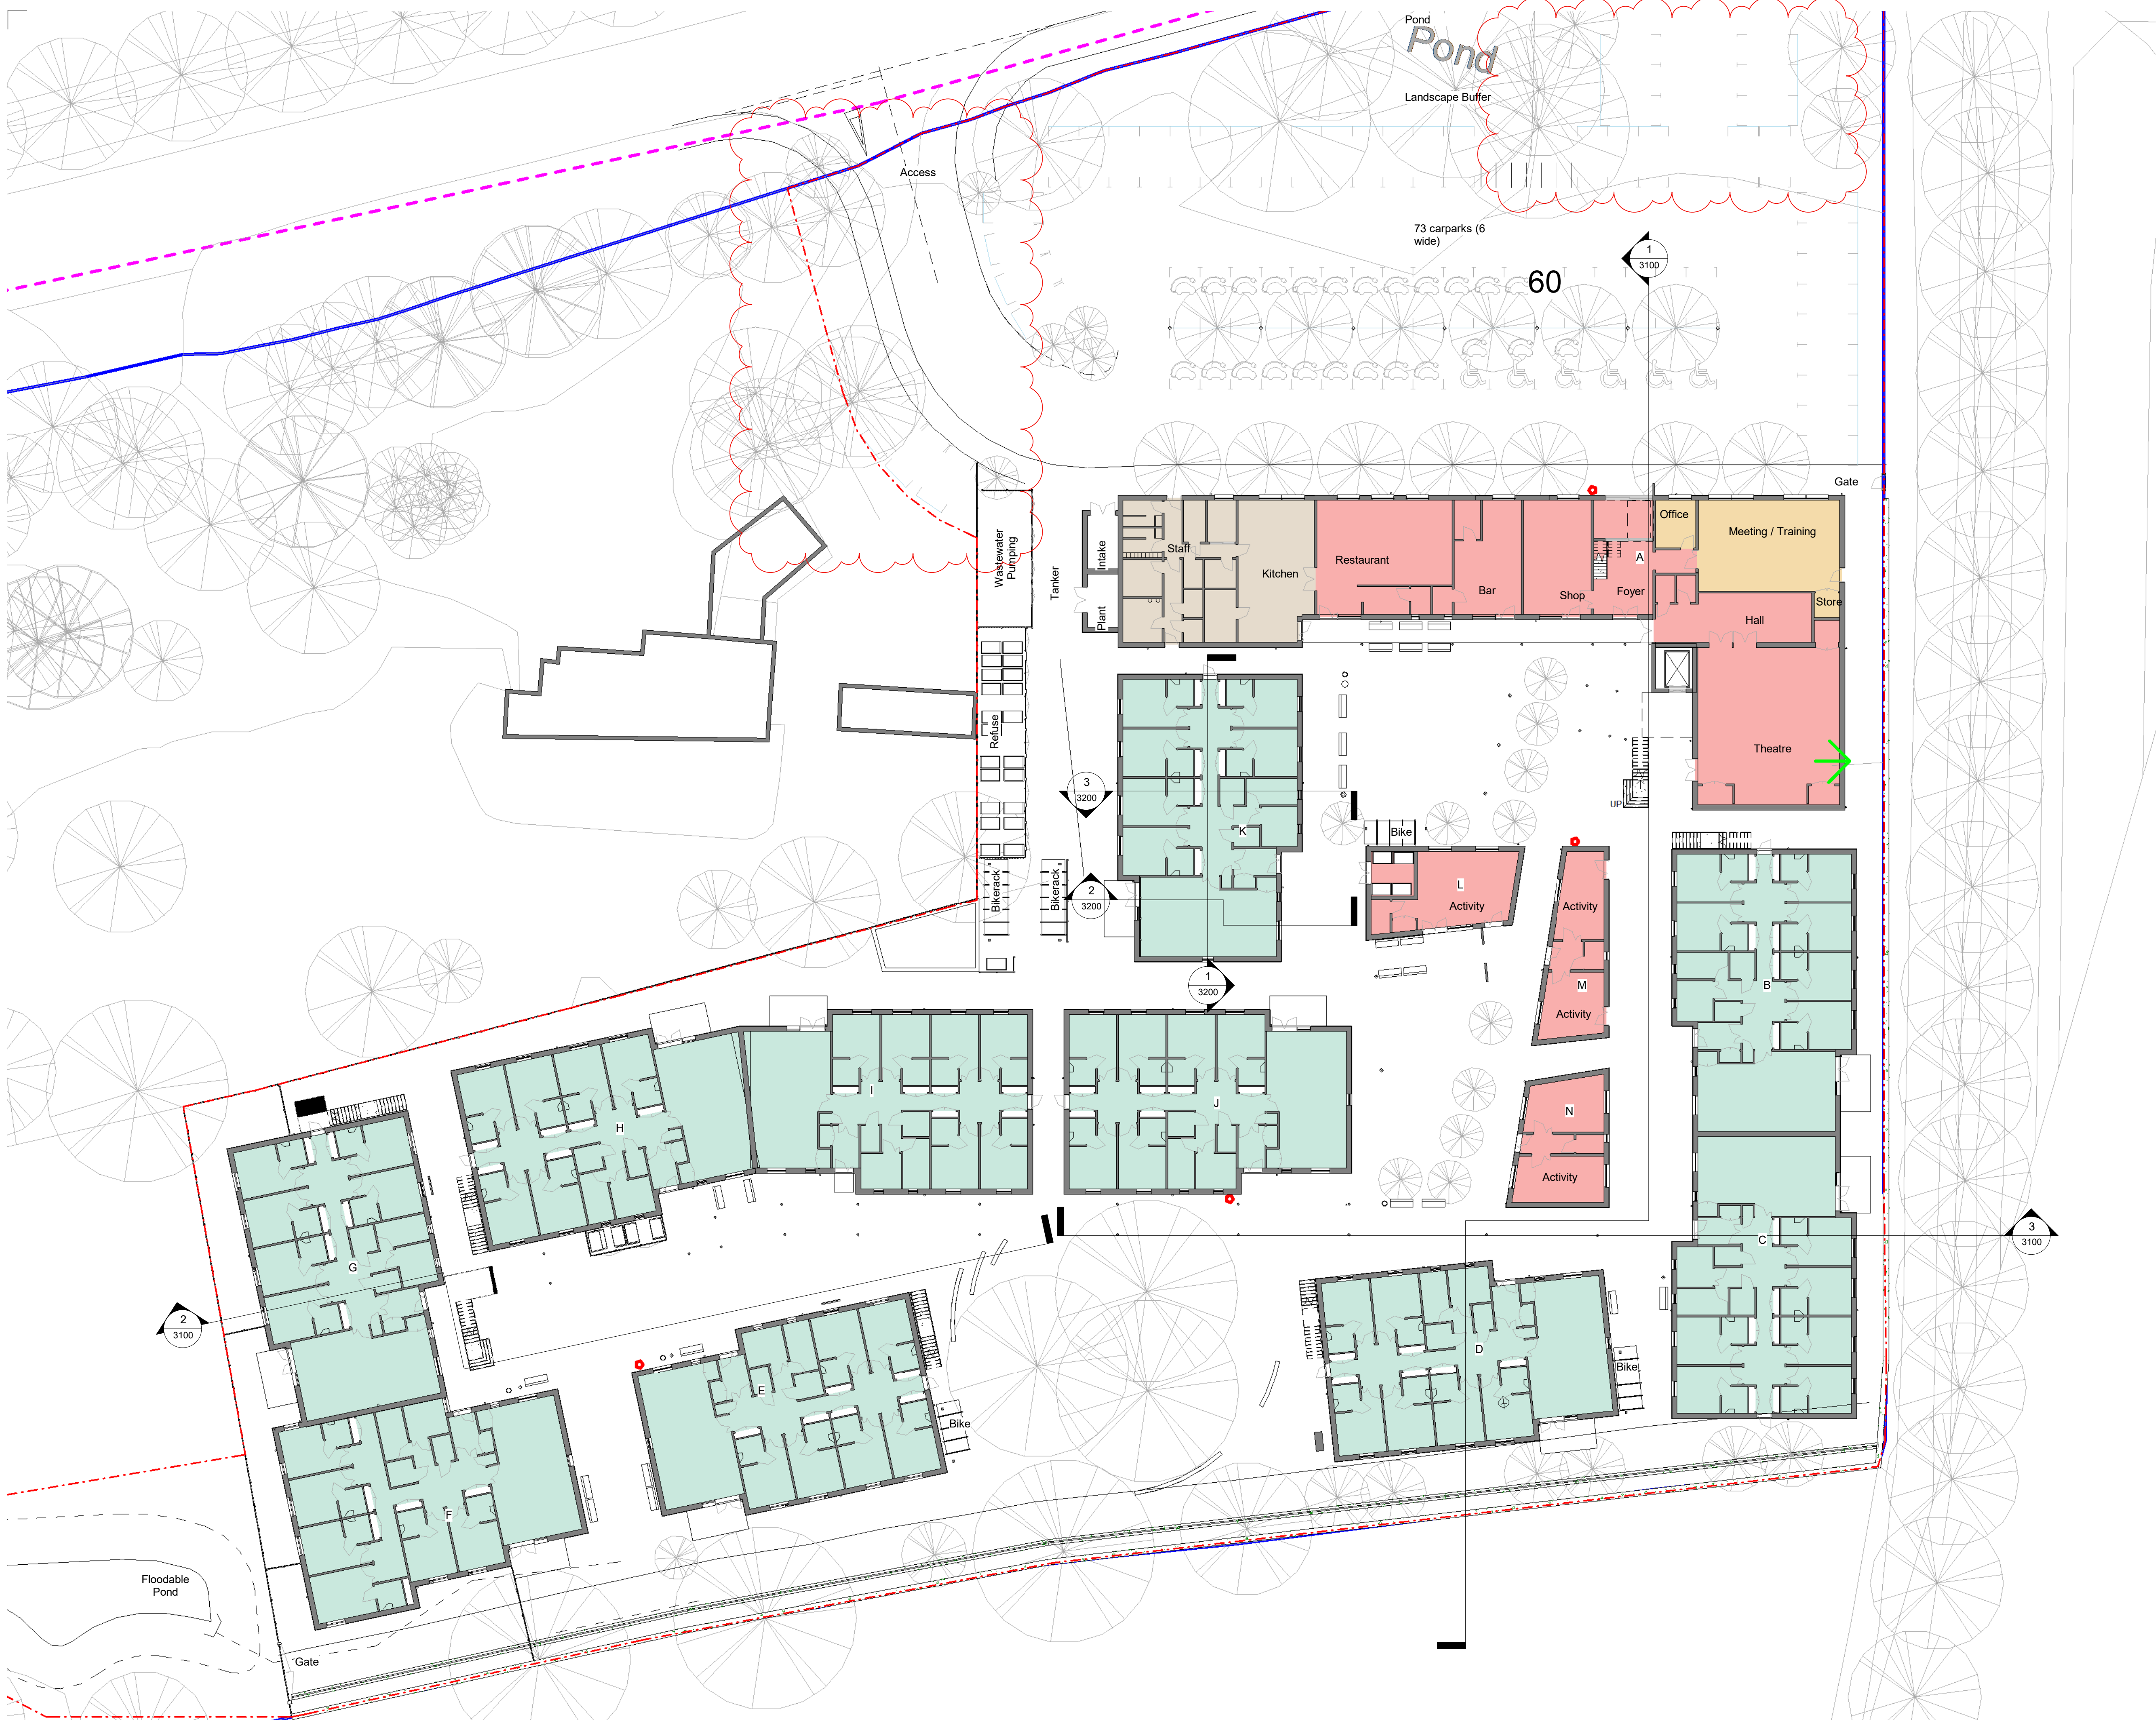 Pond
Pond
Landscape Buffer
Access
73 carparks (6
wide)
60
1
3100
Gate
Office
Meeting / Training
Wastewater
Pumping
Tanker
Intake
Plant
Staff
Kitchen
Restaurant
Bar
Shop
A
Foyer
Store
Hall
Refuse
Theatre
UP
3
3200
K
Bike
Bikerack
Bikerack
2
3200
L
Activity
Activity
M
Activity
B
1
3200
I
J
H
N
Activity
G
C
3
3100
2
3100
E
D
Bike
Bike
F
Floodable
Pond
Gate